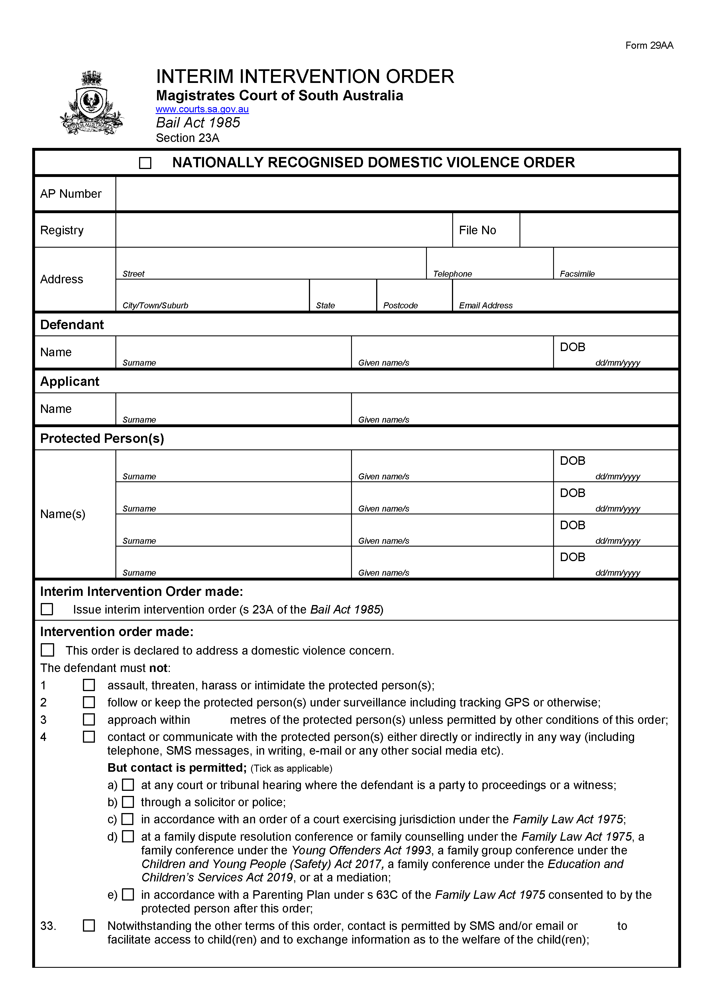 Form 29AA
INTERIM INTERVENTION ORDER
Magistrates Court of South Australia
www.courts.sa.gov.au
Bail Act 1985
Section 23A
SOUTH AUSTRALIA
NATIONALLY RECOGNISED DOMESTIC VIOLENCE ORDER
AP Number
Registry
File No
Address
Street
Telephone
Facsimile
City/Town/Suburb
State
Postcode
Email Address
Defendant
Name
Surname
Given name/s
DOB
dd/mm/yyyy
Applicant
Name
Surname
Given name/s
Protected Person(s)
Name(s)
Surname
Given name/s
DOB
dd/mm/yyyy
Surname
Given name/s
DOB
dd/mm/yyyy
Surname
Given name/s
DOB
dd/mm/yyyy
Surname
Given name/s
DOB
dd/mm/yyyy
Interim Intervention Order made:
Issue interim intervention order (s 23A of the Bail Act 1985)
Intervention order made:
This order is declared to address a domestic violence concern.
The defendant must not:
1 assault, threaten, harass or intimidate the protected person(s);
2 follow or keep the protected person(s) under surveillance including tracking GPS or otherwise;
3 approach within metres of the protected person(s) unless permitted by other conditions of this order;
4 contact or communicate with the protected person(s) either directly or indirectly in any way (including
telephone, SMS messages, in writing, e-mail or any other social media etc).
But contact is permitted; (Tick as applicable)
a) at any court or tribunal hearing where the defendant is a party to proceedings or a witness;
b) through a solicitor or police;
c) in accordance with an order of a court exercising jurisdiction under the Family Law Act 1975;
d) at a family dispute resolution conference or family counselling under the Family Law Act 1975, a
family conference under the Young Offenders Act 1993, a family group conference under the
Children and Young People (Safety) Act 2017, a family conference under the Education and
Children's Services Act 2019, or at a mediation;
e) in accordance with a Parenting Plan under s 63C of the Family Law Act 1975 consented to by the
protected person after this order;
33. Notwithstanding the other terms of this order, contact is permitted by SMS and/or email or to
facilitate access to child(ren) and to exchange information as to the welfare of the child(ren);